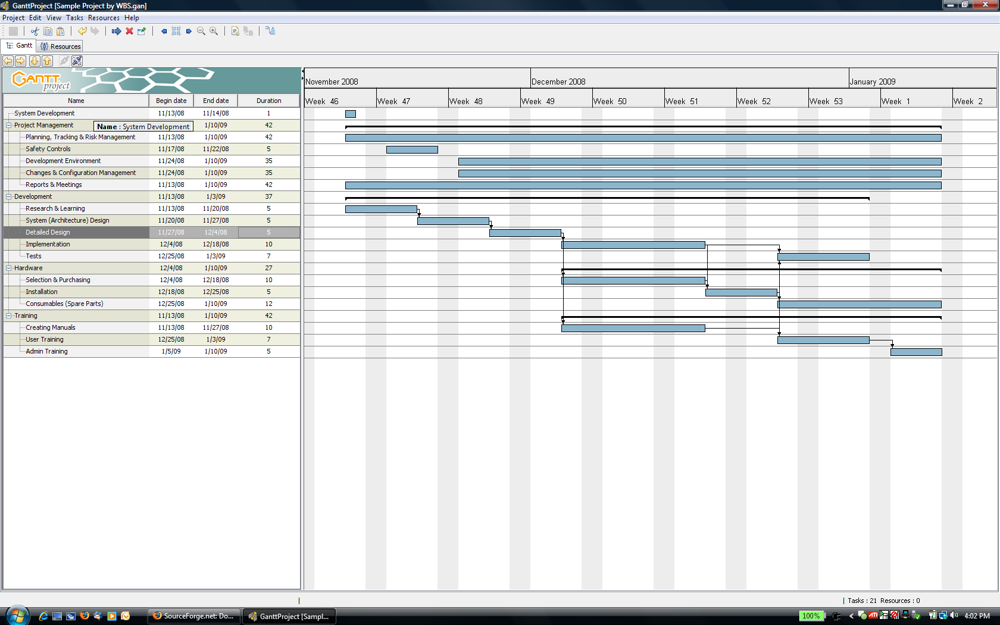 GanttProject [Sample Project by WBS.gan]
Project Edit View Tasks Resources Help
Gantt Resources
GANTT project
November 2008 December 2008 January 2009
Week 46 Week 47 Week 48 Week 49 Week 50 Week 51 Week 52 Week 53 Week 1 Week 2
Name Begin date End date Duration
System Development 11/13/08 11/14/08 1
Project Management 1/10/09 42
Name : System Development
Planning, Tracking & Risk Management 11/13/08 1/10/09 42
Safety Controls 11/17/08 11/22/08 5
Development Environment 11/24/08 1/10/09 35
Changes & Configuration Management 11/24/08 1/10/09 35
Reports & Meetings 11/13/08 1/10/09 42
Development 11/13/08 1/3/09 37
Research & Learning 11/13/08 11/20/08 5
System (Architecture) Design 11/20/08 11/27/08 5
Detailed Design 11/27/08 12/4/08 5
Implementation 12/4/08 12/18/08 10
Tests 12/25/08 1/3/09 7
Hardware 12/4/08 1/10/09 27
Selection & Purchasing 12/4/08 12/18/08 10
Installation 12/18/08 12/25/08 5
Consumables (Spare Parts) 12/25/08 1/10/09 12
Training 11/13/08 1/10/09 42
Creating Manuals 11/13/08 11/27/08 10
User Training 12/25/08 1/3/09 7
Admin Training 1/5/09 1/10/09 5
Tasks : 21 Resources : 0
SourceForge.net: Do... GanttProject [Sampl... 100% ATI 4:02 PM